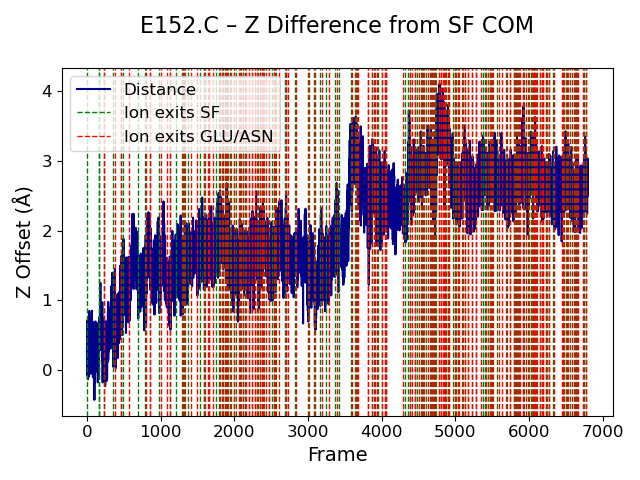 E152.C – Z Difference from SF COM
Distance
Ion exits SF
Ion exits GLU/ASN
Z Offset (Å)
4
3
2
1
0
0 1000 2000 3000 4000 5000 6000 7000
Frame